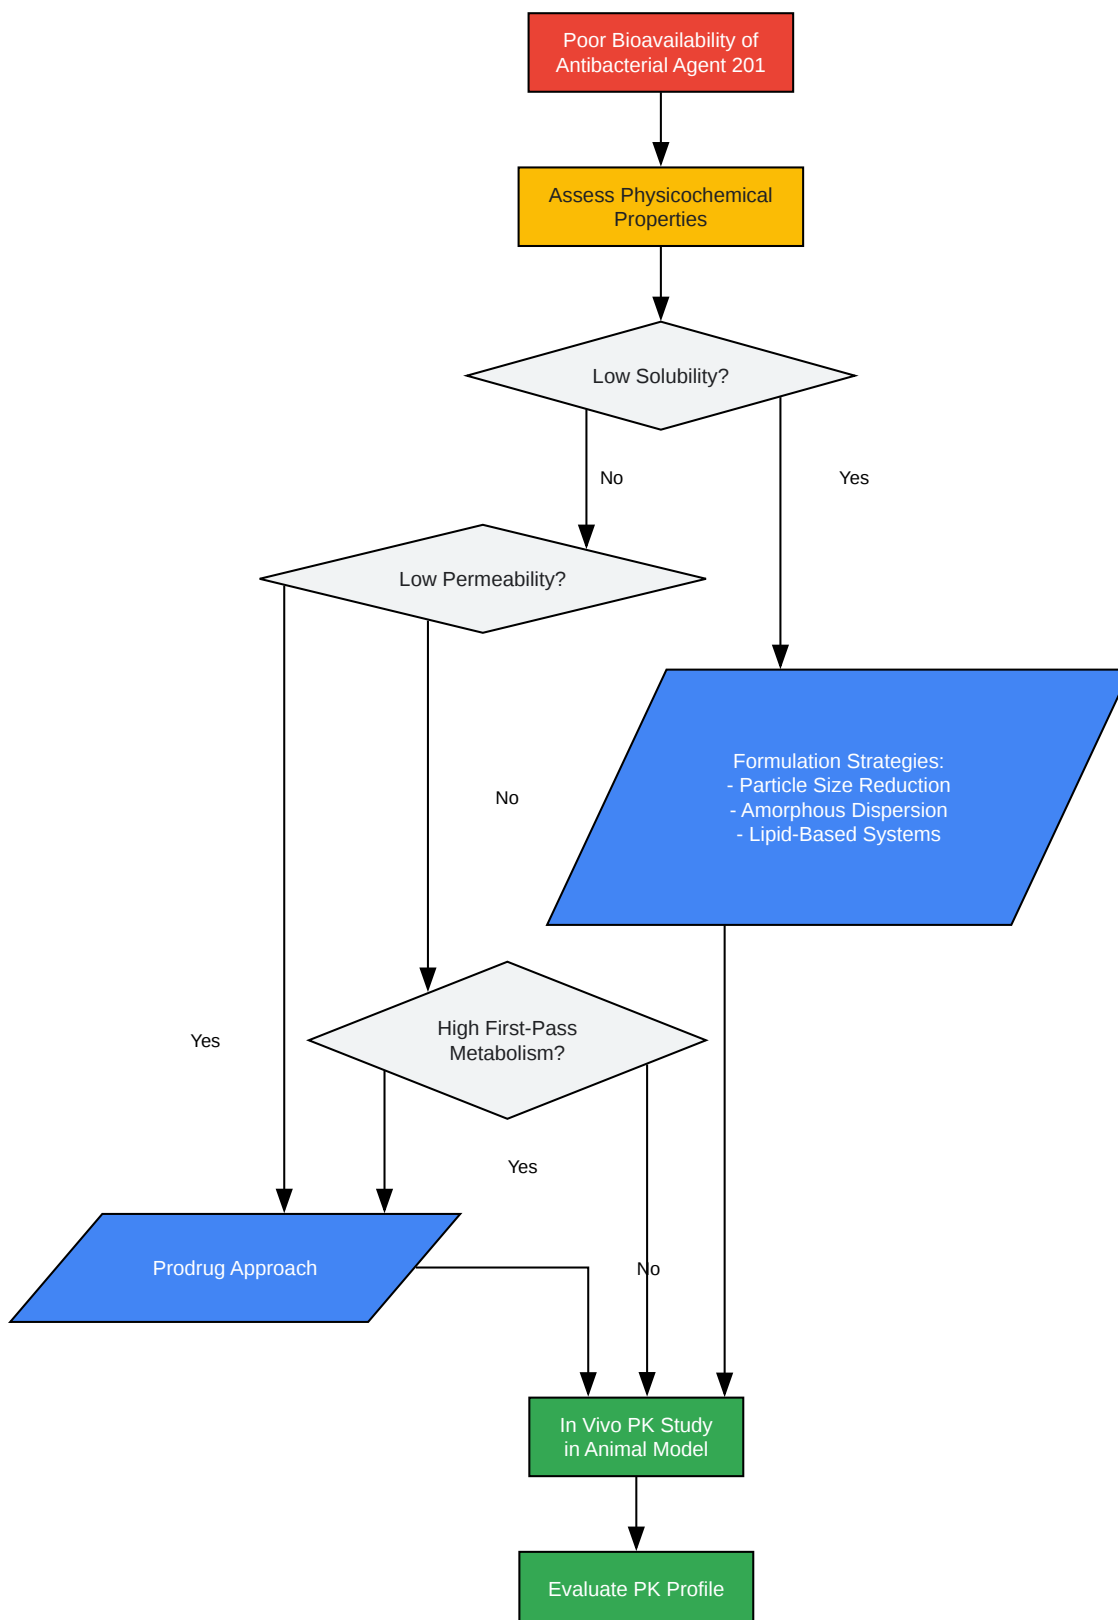 Poor Bioavailability of
Antibacterial Agent 201
Assess Physicochemical
Properties
Low Solubility?
No
Yes
Low Permeability?
Formulation Strategies:
- Particle Size Reduction
- Amorphous Dispersion
- Lipid-Based Systems
No
High First-Pass
Metabolism?
Yes
Yes
Prodrug Approach
No
In Vivo PK Study
in Animal Model
Evaluate PK Profile